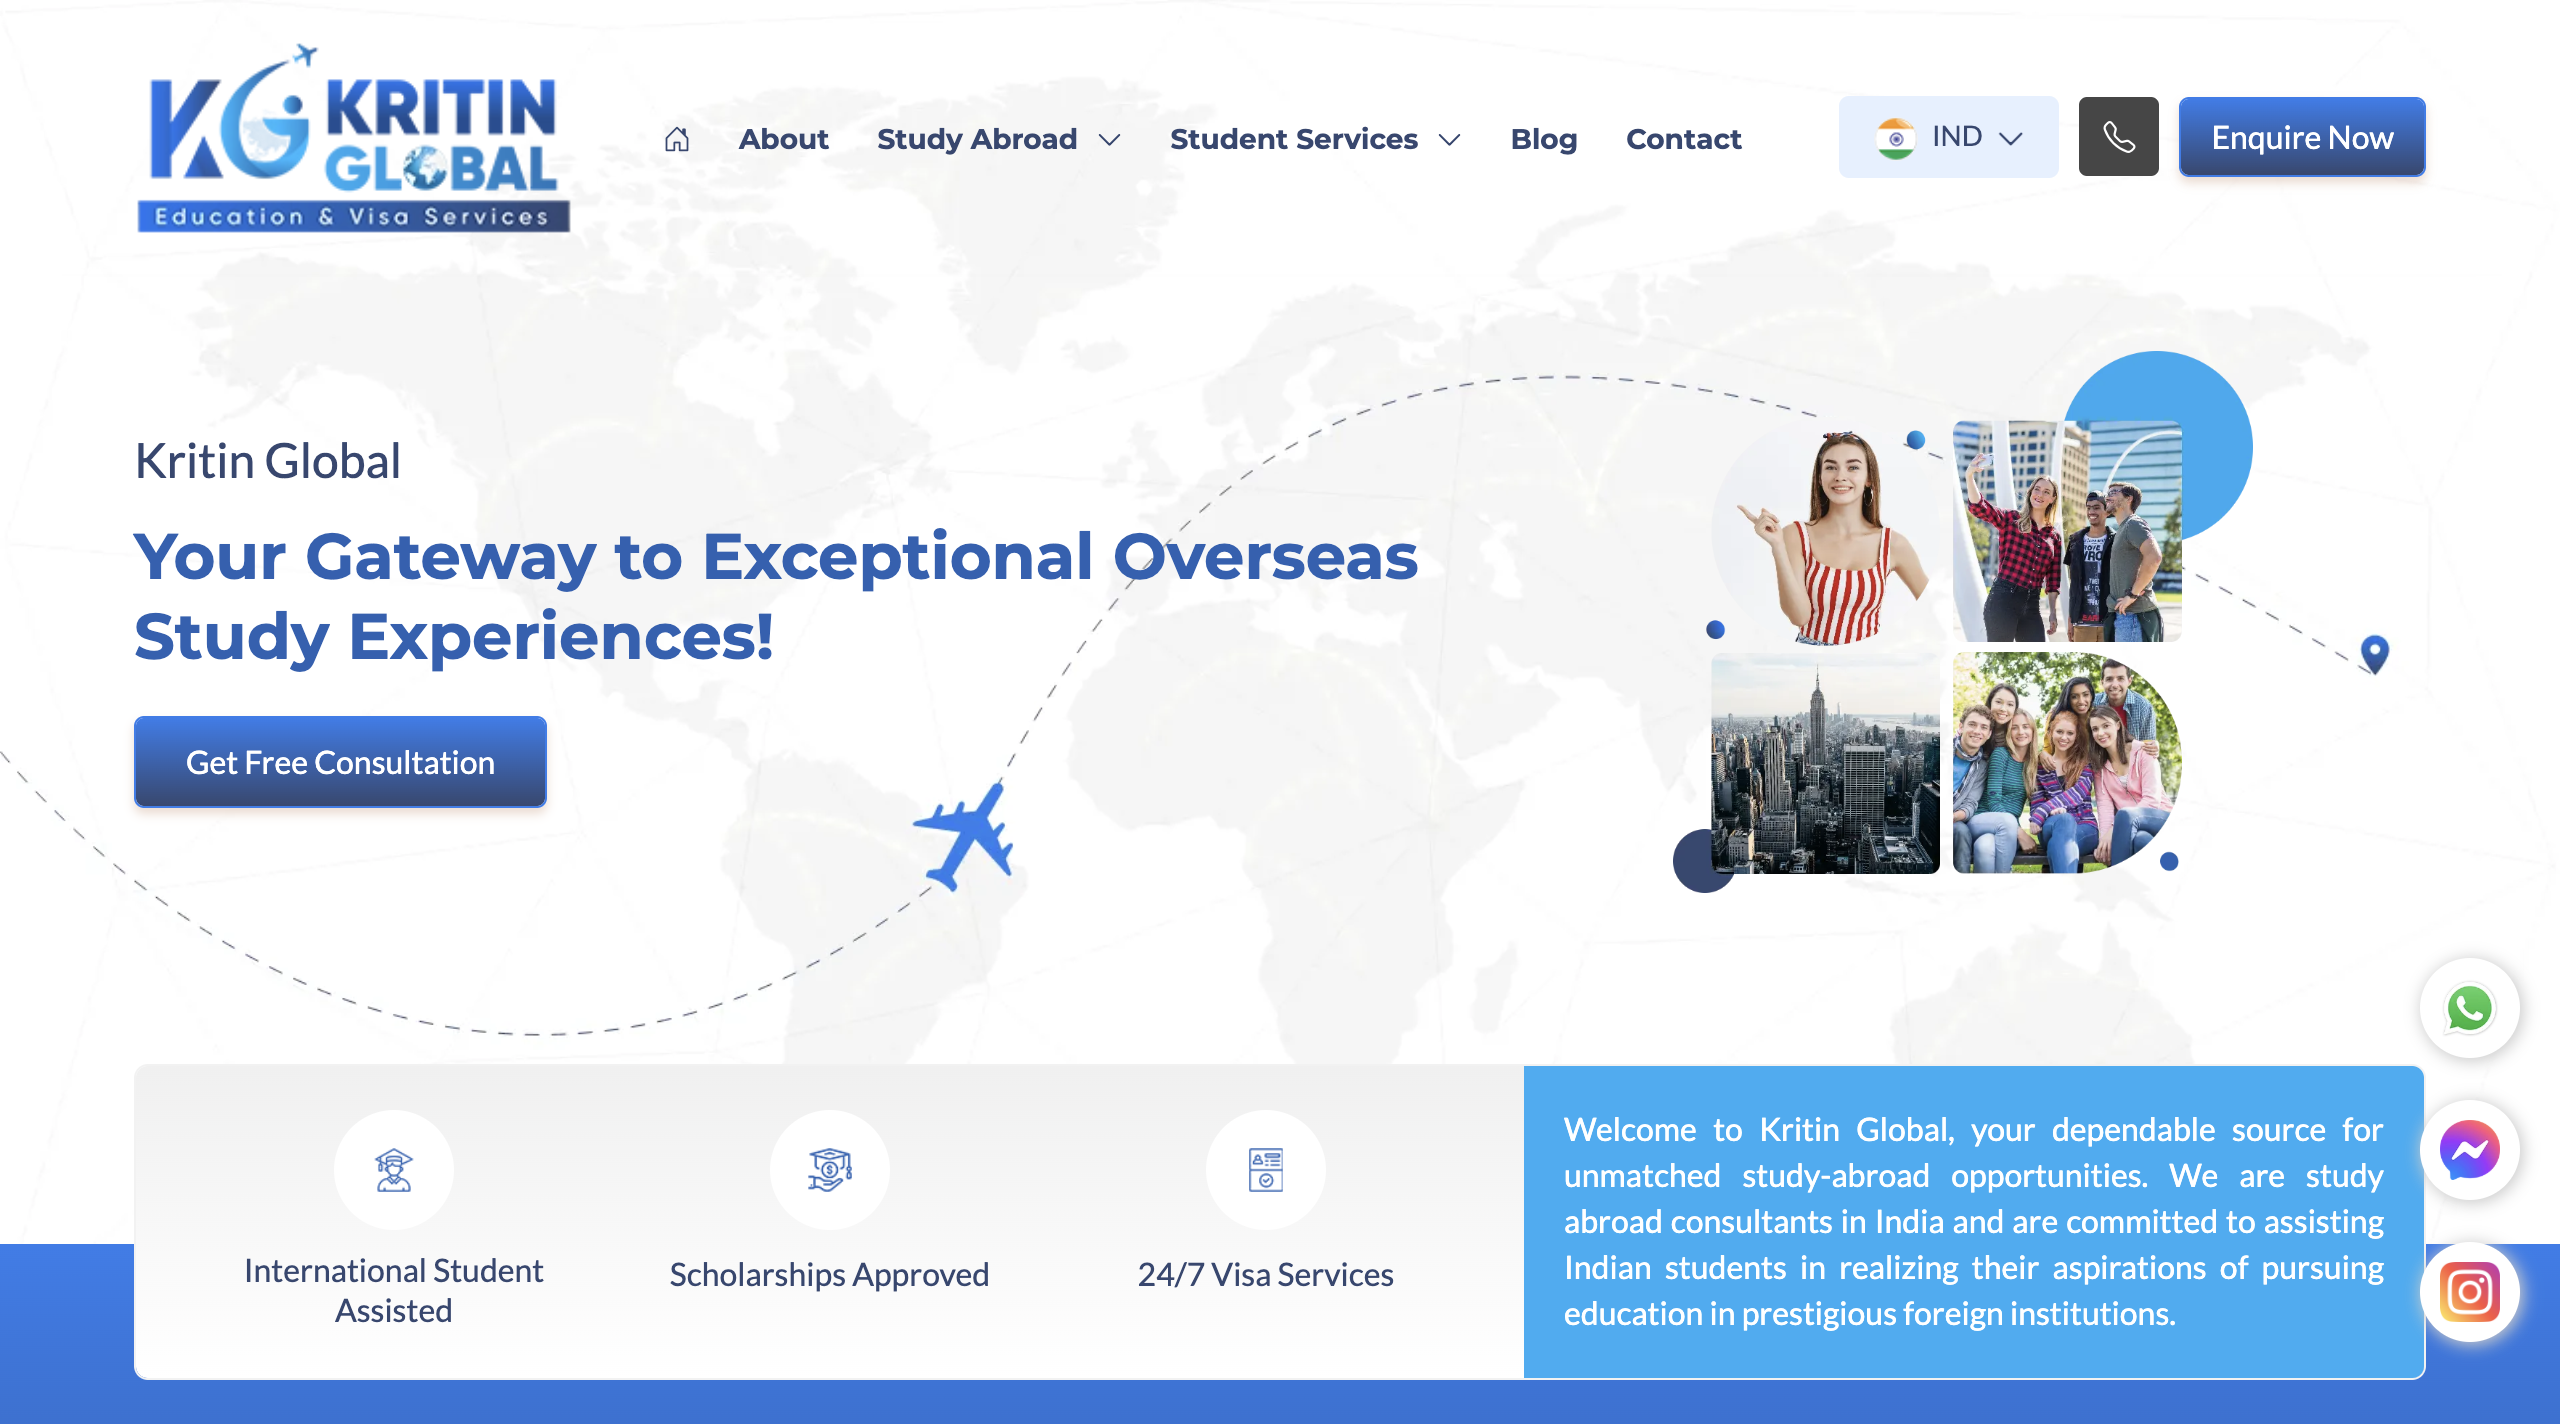 KG KRITIN
GLOBAL
Education & Visa Services
About Study Abroad Student Services Blog Contact
IND
Enquire Now
Kritin Global
Your Gateway to Exceptional Overseas
Study Experiences!
Get Free Consultation
International Student
Assisted
Scholarships Approved
24/7 Visa Services
Welcome to Kritin Global, your dependable source for
unmatched study-abroad opportunities. We are study
abroad consultants in India and are committed to assisting
Indian students in realizing their aspirations of pursuing
education in prestigious foreign institutions.